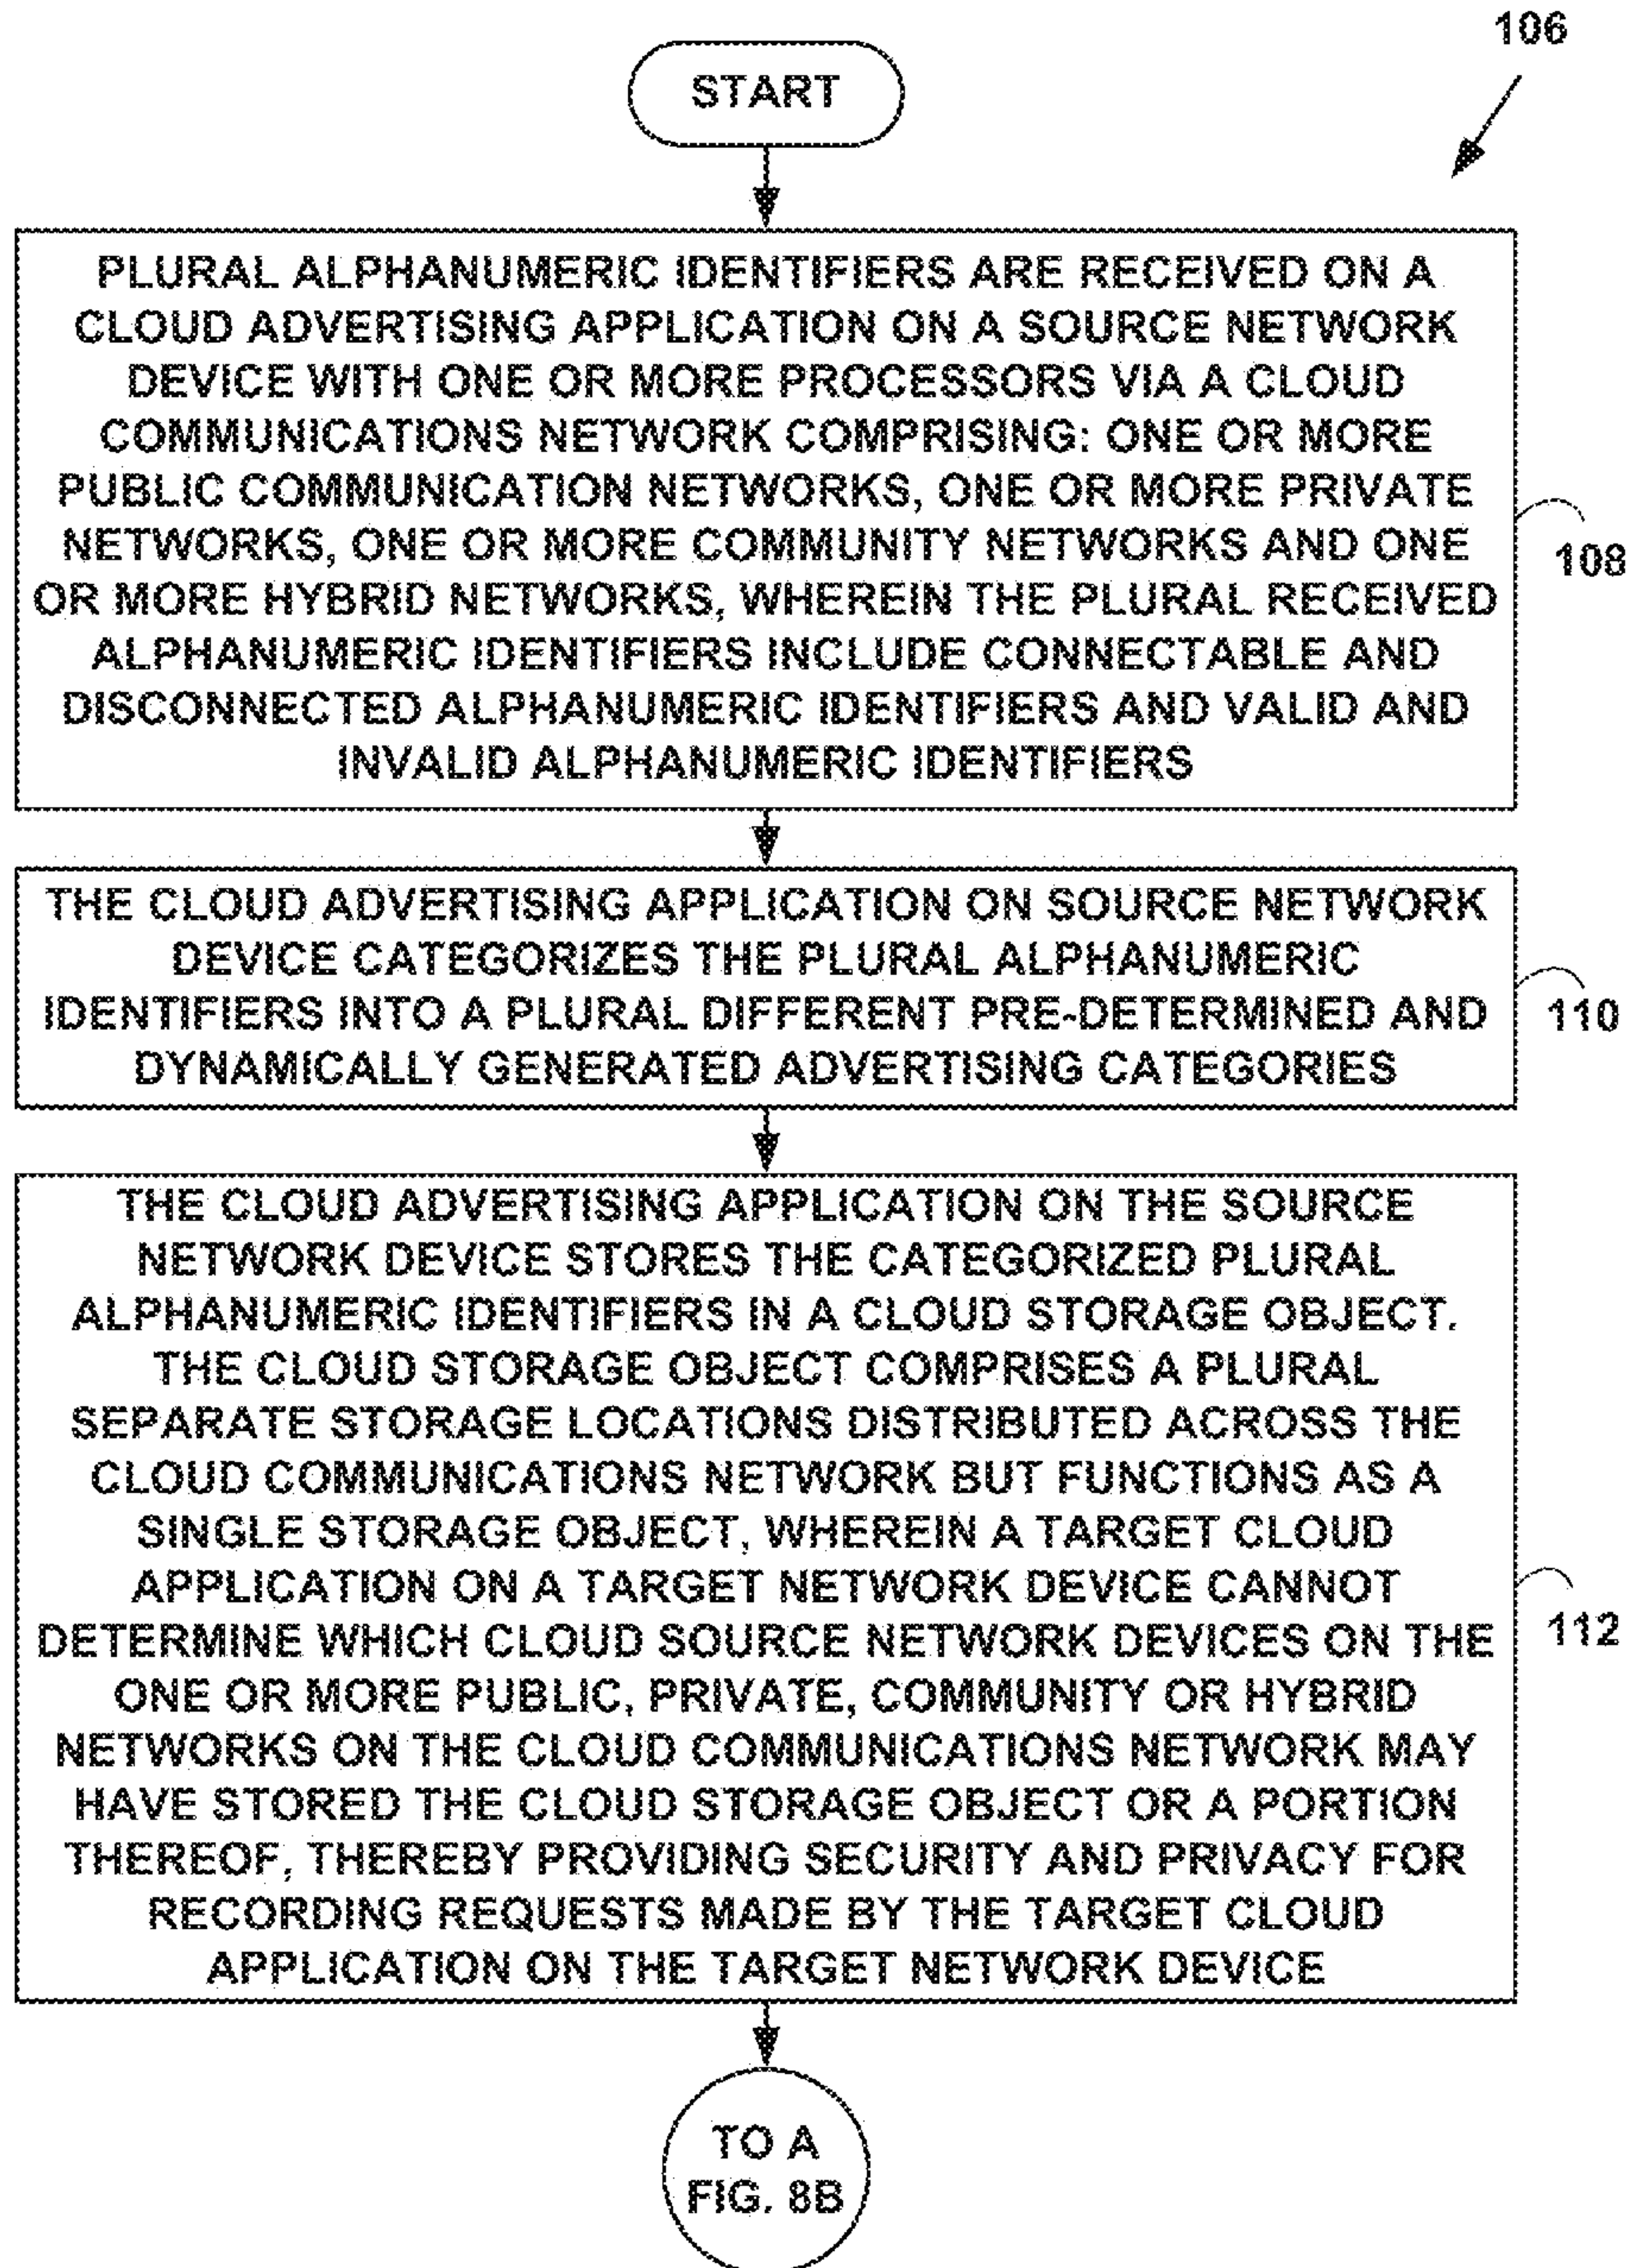 106
START
PLURAL ALPHANUMERIC IDENTIFIERS ARE RECEIVED ON A
CLOUD ADVERTISING APPLICATION ON A SOURCE NETWORK
DEVICE WITH ONE OR MORE PROCESSORS VIA A CLOUD
COMMUNICATIONS NETWORK COMPRISING: ONE OR MORE
PUBLIC COMMUNICATION NETWORKS, ONE OR MORE PRIVATE
NETWORKS, ONE OR MORE COMMUNITY NETWORKS AND ONE
OR MORE HYBRID NETWORKS, WHEREIN THE PLURAL RECEIVED
ALPHANUMERIC IDENTIFIERS INCLUDE CONNECTABLE AND
DISCONNECTED ALPHANUMERIC IDENTIFIERS AND VALID AND
INVALID ALPHANUMERIC IDENTIFIERS
108
THE CLOUD ADVERTISING APPLICATION ON SOURCE NETWORK
DEVICE CATEGORIZES THE PLURAL ALPHANUMERIC
IDENTIFIERS INTO A PLURAL DIFFERENT PRE-DETERMINED AND
DYNAMICALLY GENERATED ADVERTISING CATEGORIES
110
THE CLOUD ADVERTISING APPLICATION ON THE SOURCE
NETWORK DEVICE STORES THE CATEGORIZED PLURAL
ALPHANUMERIC IDENTIFIERS IN A CLOUD STORAGE OBJECT.
THE CLOUD STORAGE OBJECT COMPRISES A PLURAL
SEPARATE STORAGE LOCATIONS DISTRIBUTED ACROSS THE
CLOUD COMMUNICATIONS NETWORK BUT FUNCTIONS AS A
SINGLE STORAGE OBJECT, WHEREIN A TARGET CLOUD
APPLICATION ON A TARGET NETWORK DEVICE CANNOT
DETERMINE WHICH CLOUD SOURCE NETWORK DEVICES ON THE
ONE OR MORE PUBLIC, PRIVATE, COMMUNITY OR HYBRID
NETWORKS ON THE CLOUD COMMUNICATIONS NETWORK MAY
HAVE STORED THE CLOUD STORAGE OBJECT OR A PORTION
THEREOF, THEREBY PROVIDING SECURITY AND PRIVACY FOR
RECORDING REQUESTS MADE BY THE TARGET CLOUD
APPLICATION ON THE TARGET NETWORK DEVICE
112
TO A
FIG. 8B